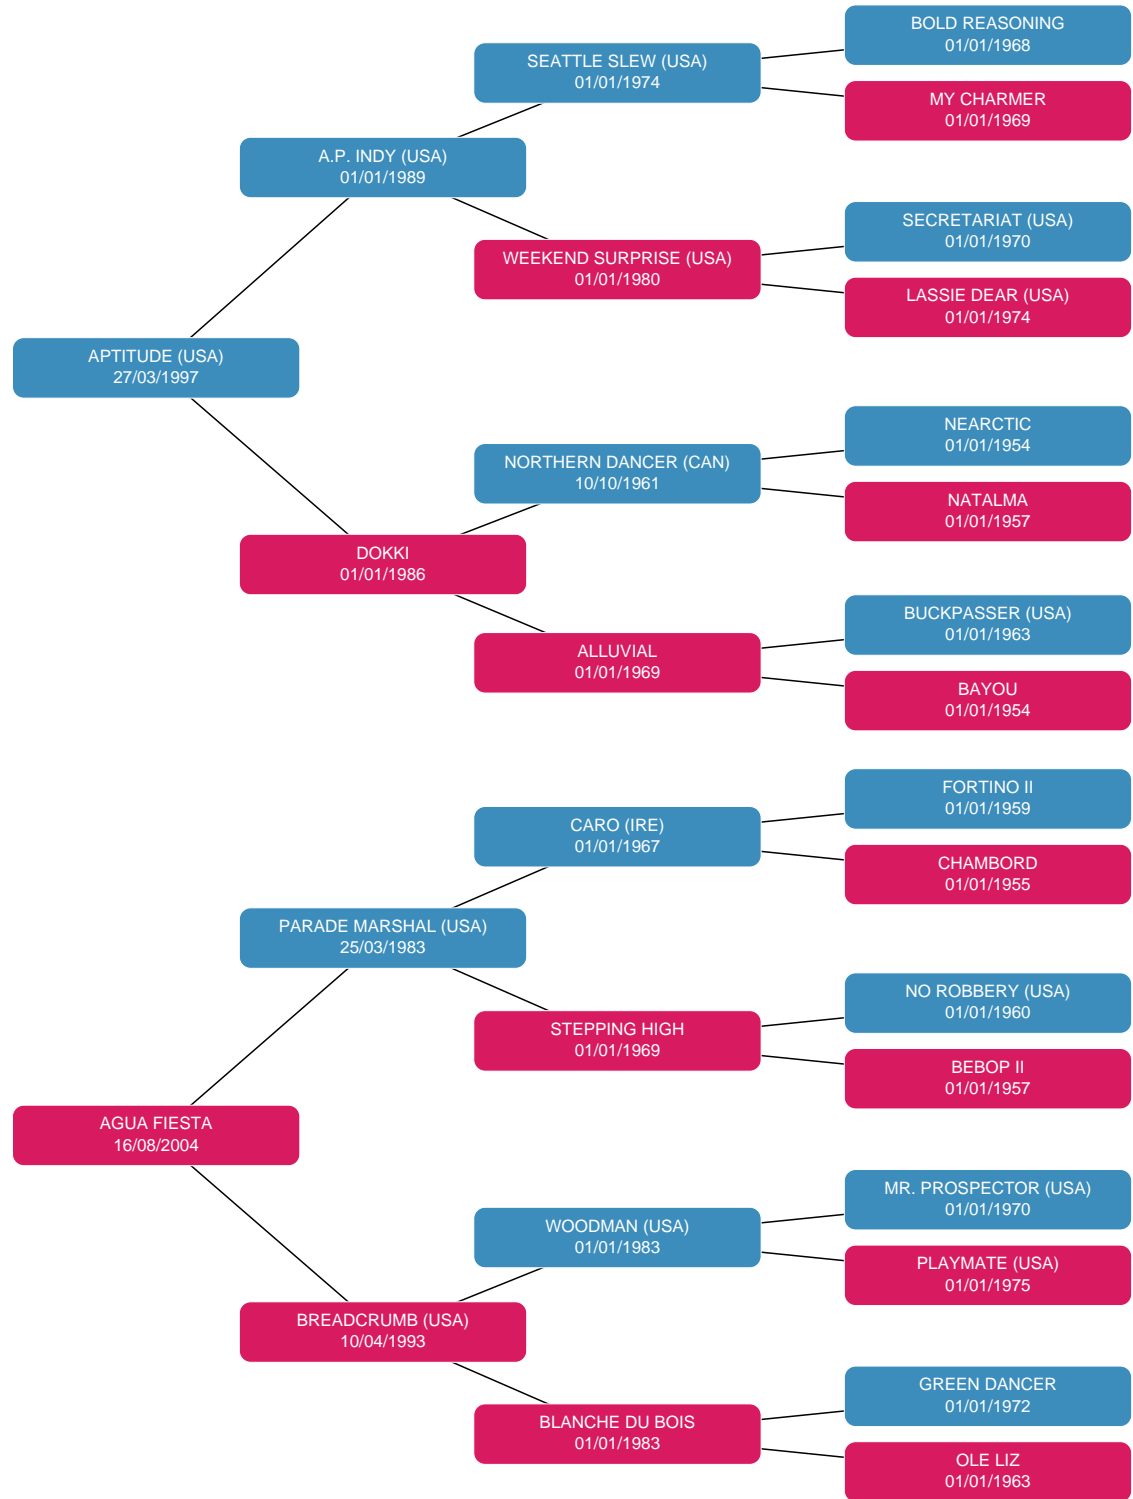 BOLD REASONING
01/01/1968
SEATTLE SLEW (USA)
01/01/1974
MY CHARMER
01/01/1969
A.P. INDY (USA)
01/01/1989
SECRETARIAT (USA)
01/01/1970
WEEKEND SURPRISE (USA)
01/01/1980
LASSIE DEAR (USA)
01/01/1974
APTITUDE (USA)
27/03/1997
NEARCTIC
01/01/1954
NORTHERN DANCER (CAN)
10/10/1961
NATALMA
01/01/1957
DOKKI
01/01/1986
BUCKPASSER (USA)
01/01/1963
ALLUVIAL
01/01/1969
BAYOU
01/01/1954
FORTINO II
01/01/1959
CARO (IRE)
01/01/1967
CHAMBORD
01/01/1955
PARADE MARSHAL (USA)
25/03/1983
NO ROBBERY (USA)
01/01/1960
STEPPING HIGH
01/01/1969
BEBOP II
01/01/1957
AGUA FIESTA
16/08/2004
MR. PROSPECTOR (USA)
01/01/1970
WOODMAN (USA)
01/01/1983
PLAYMATE (USA)
01/01/1975
BREADCRUMB (USA)
10/04/1993
GREEN DANCER
01/01/1972
BLANCHE DU BOIS
01/01/1983
OLE LIZ
01/01/1963